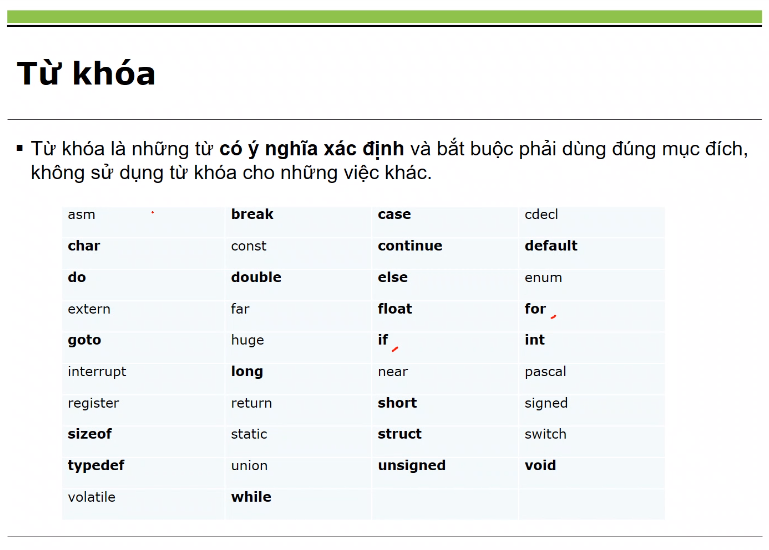 Từ khóa
▪ Từ khóa là những từ có ý nghĩa xác định và bắt buộc phải dùng đúng mục đích,
không sử dụng từ khóa cho những việc khác.
asm break case cdecl
char const continue default
do double else enum
extern far float for
goto huge if int
interrupt long near pascal
register return short signed
sizeof static struct switch
typedef union unsigned void
volatile while